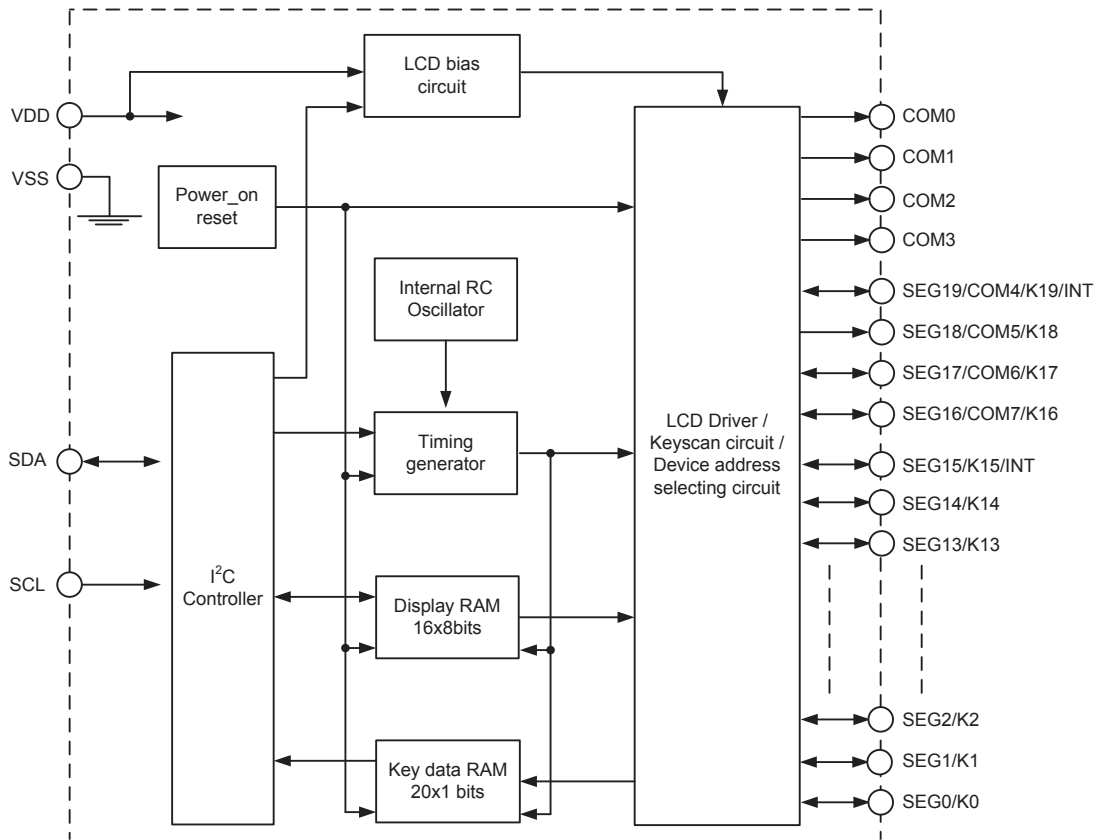 LCD bias
circuit
VDD
VSS
Power_on
reset
Internal RC
Oscillator
Timing
generator
SDA
SCL
I²C
Controller
Display RAM
16x8bits
Key data RAM
20x1 bits
LCD Driver /
Keyscan circuit /
Device address
selecting circuit
COM0
COM1
COM2
COM3
SEG19/COM4/K19/INT
SEG18/COM5/K18
SEG17/COM6/K17
SEG16/COM7/K16
SEG15/K15/INT
SEG14/K14
SEG13/K13
SEG2/K2
SEG1/K1
SEG0/K0